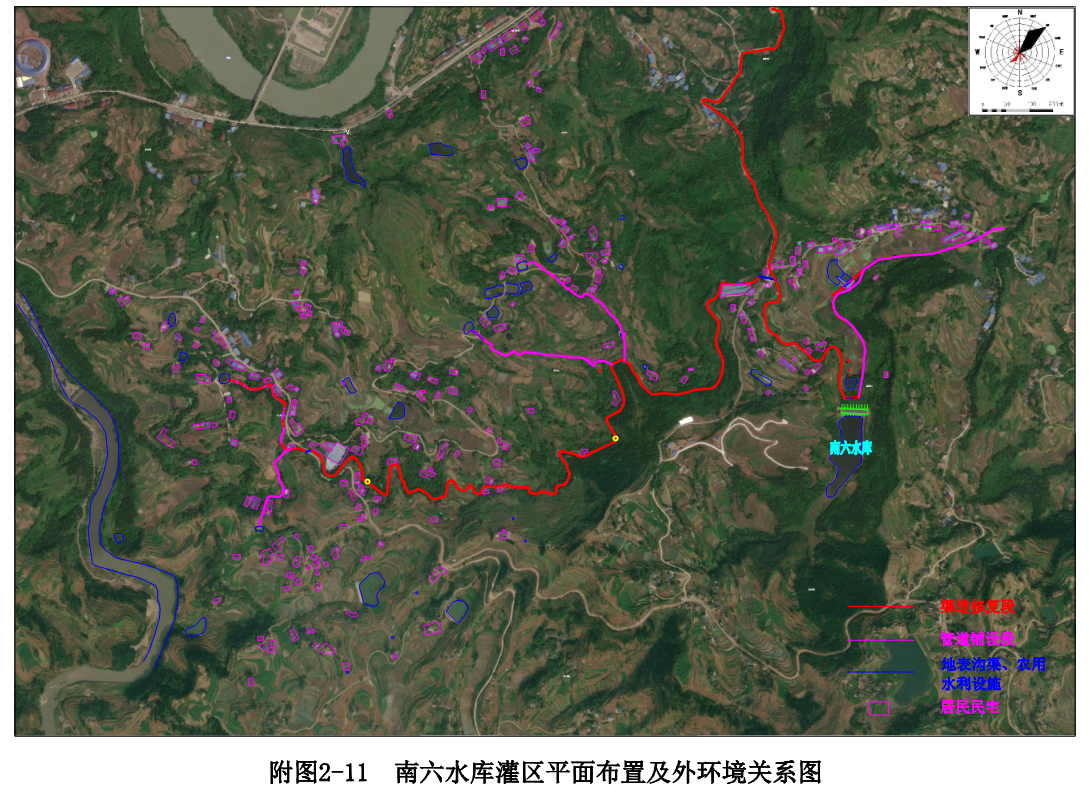 N
W
E
S
南六水库
渠道修复段
管道铺设段
地表沟渠、农用
水利设施
居民民宅
附图2-11 南六水库灌区平面布置及外环境关系图